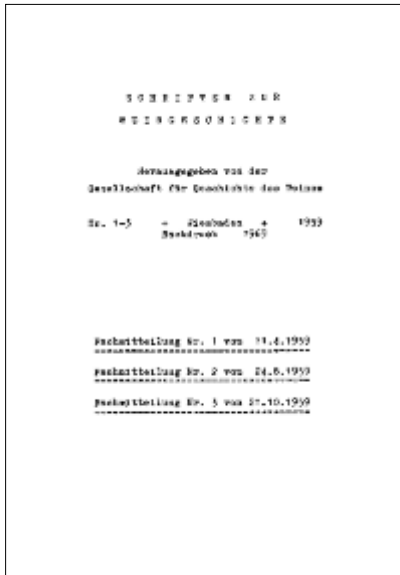 S C H R I F T E N   Z U R
W E I N G E S C H I C H T E
Herausgegeben von der
Gesellschaft für Geschichte des Weines
Nr. 1-3 - Wiesbaden + 1959
Nachdruck 1969
Fachmitteilung Nr. 1 vom 11.4.1959
Fachmitteilung Nr. 2 vom 24.8.1959
Fachmitteilung Nr. 3 vom 21.10.1959